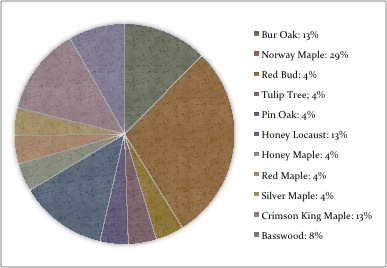 Bur Oak: 13%
Norway Maple: 29%
Red Bud: 4%
Tulip Tree; 4%
Pin Oak: 4%
Honey Locaust: 13%
Honey Maple: 4%
Red Maple: 4%
Silver Maple: 4%
Crimson King Maple: 13%
Basswood: 8%